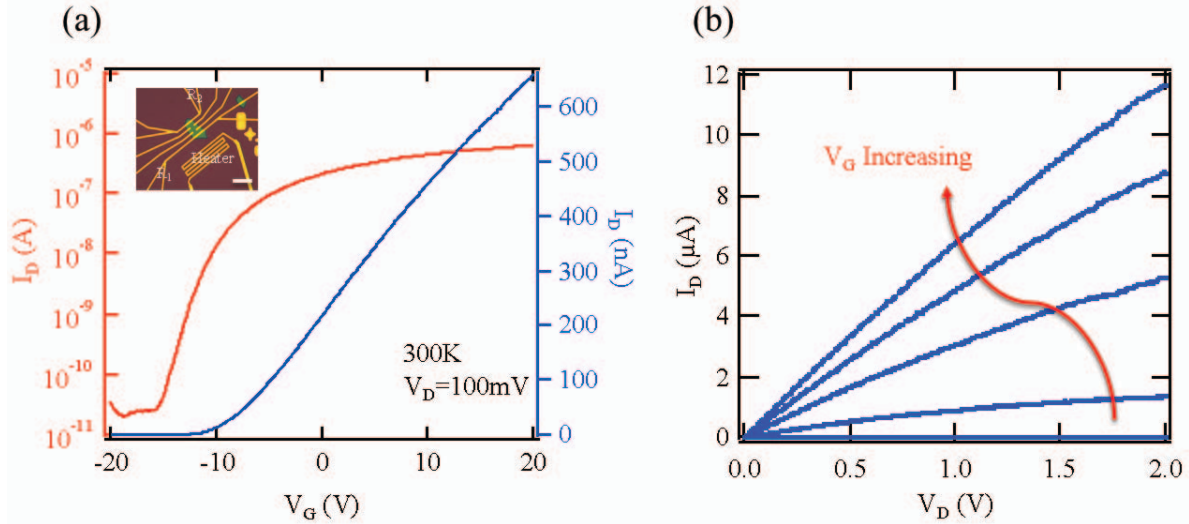 (a)
10⁻⁵
10⁻⁶
10⁻⁷
10⁻⁸
10⁻⁹
10⁻¹⁰
10⁻¹¹
I_D (A)
R₂
Heater
R₁
600
500
400
300
200
100
0
I_D (nA)
300K
V_D=100mV
-20
-10
0
10
20
V_G (V)
(b)
12
10
8
6
4
2
0
I_D (μA)
V_G Increasing
0.0
0.5
1.0
1.5
2.0
V_D (V)